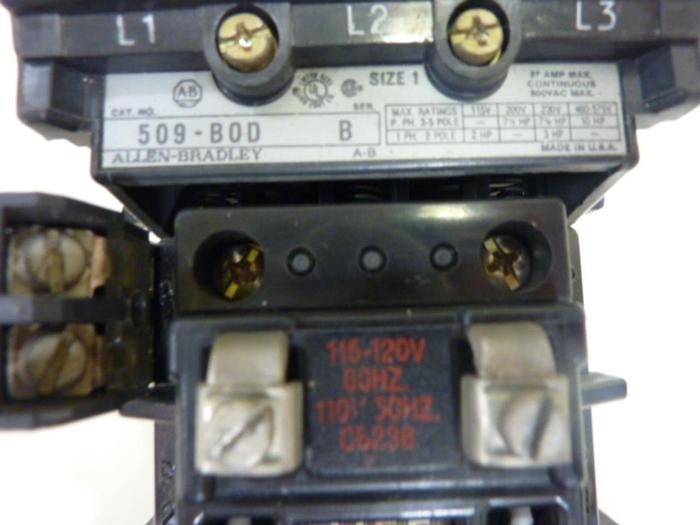 L1 L2 L3
A-B UL SIZE 1 27 AMP MAX.
CONTINUOUS
600VAC MAX.
CAT. NO. SER.
509-BOD B
MAX. RATINGS 115V 200V 230V 460-575V
P. PH. 3-5 POLE — 7½ HP 7½ HP 10 HP
1 PH. 2 POLE 2 HP — 3 HP
ALLEN-BRADLEY A-B MADE IN U.S.A.
115-120V
60HZ.
110V 50HZ.
CB236